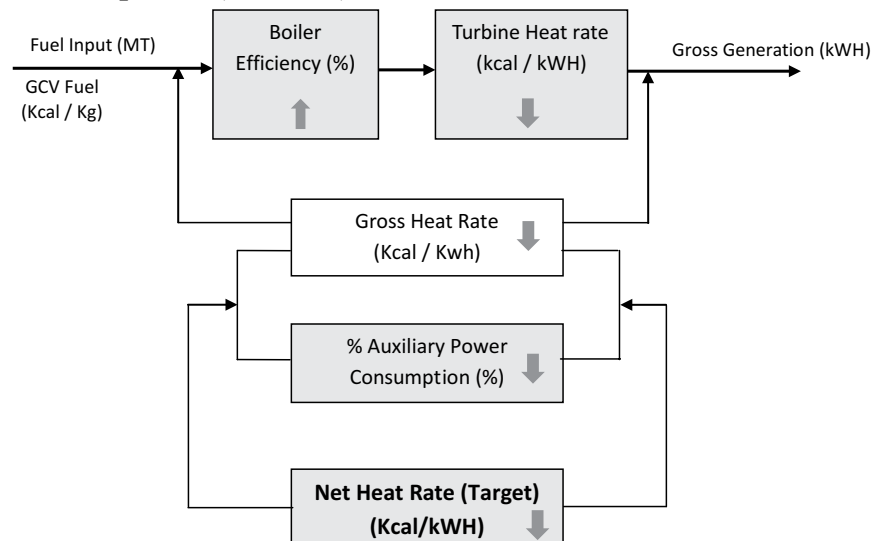 Fuel Input (MT)
GCV Fuel
(Kcal / Kg)
Boiler
Efficiency (%)
Turbine Heat rate
(kcal / kWH)
Gross Generation (kWH)
Gross Heat Rate
(Kcal / Kwh)
% Auxiliary Power
Consumption (%)
Net Heat Rate (Target)
(Kcal/kWH)